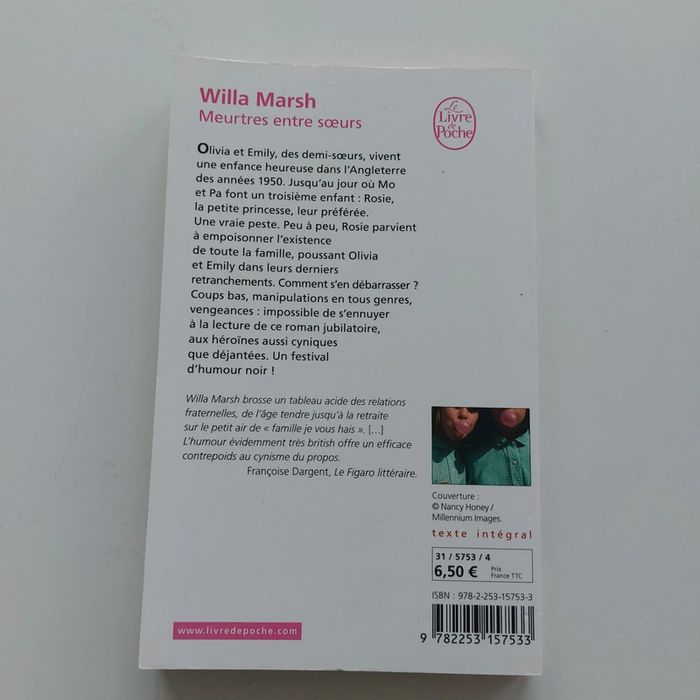 Willa Marsh
Meurtres entre sœurs
Le
Livre
de
Poche
Olivia et Emily, des demi-sœurs, vivent
une enfance heureuse dans l'Angleterre
des années 1950. Jusqu'au jour où Mo
et Pa font un troisième enfant : Rosie,
la petite princesse, leur préférée.
Une vraie peste. Peu à peu, Rosie parvient
à empoisonner l'existence
de toute la famille, poussant Olivia
et Emily dans leurs derniers
retranchements. Comment s'en débarrasser ?
Coups bas, manipulations en tous genres,
vengeances : impossible de s'ennuyer
à la lecture de ce roman jubilatoire,
aux héroïnes aussi cyniques
que déjantées. Un festival
d'humour noir !
Willa Marsh brosse un tableau acide des relations
fraternelles, de l'âge tendre jusqu'à la retraite
sur le petit air de « famille je vous hais ». [...]
L'humour évidemment très british offre un efficace
contrepoids au cynisme du propos.
Françoise Dargent, Le Figaro littéraire.
Couverture :
© Nancy Honey /
Millennium Images.
texte intégral
31 / 5753 / 4
6,50 € Prix
France TTC
ISBN : 978-2-253-15753-3
9 782253 157533
www.livredepoche.com